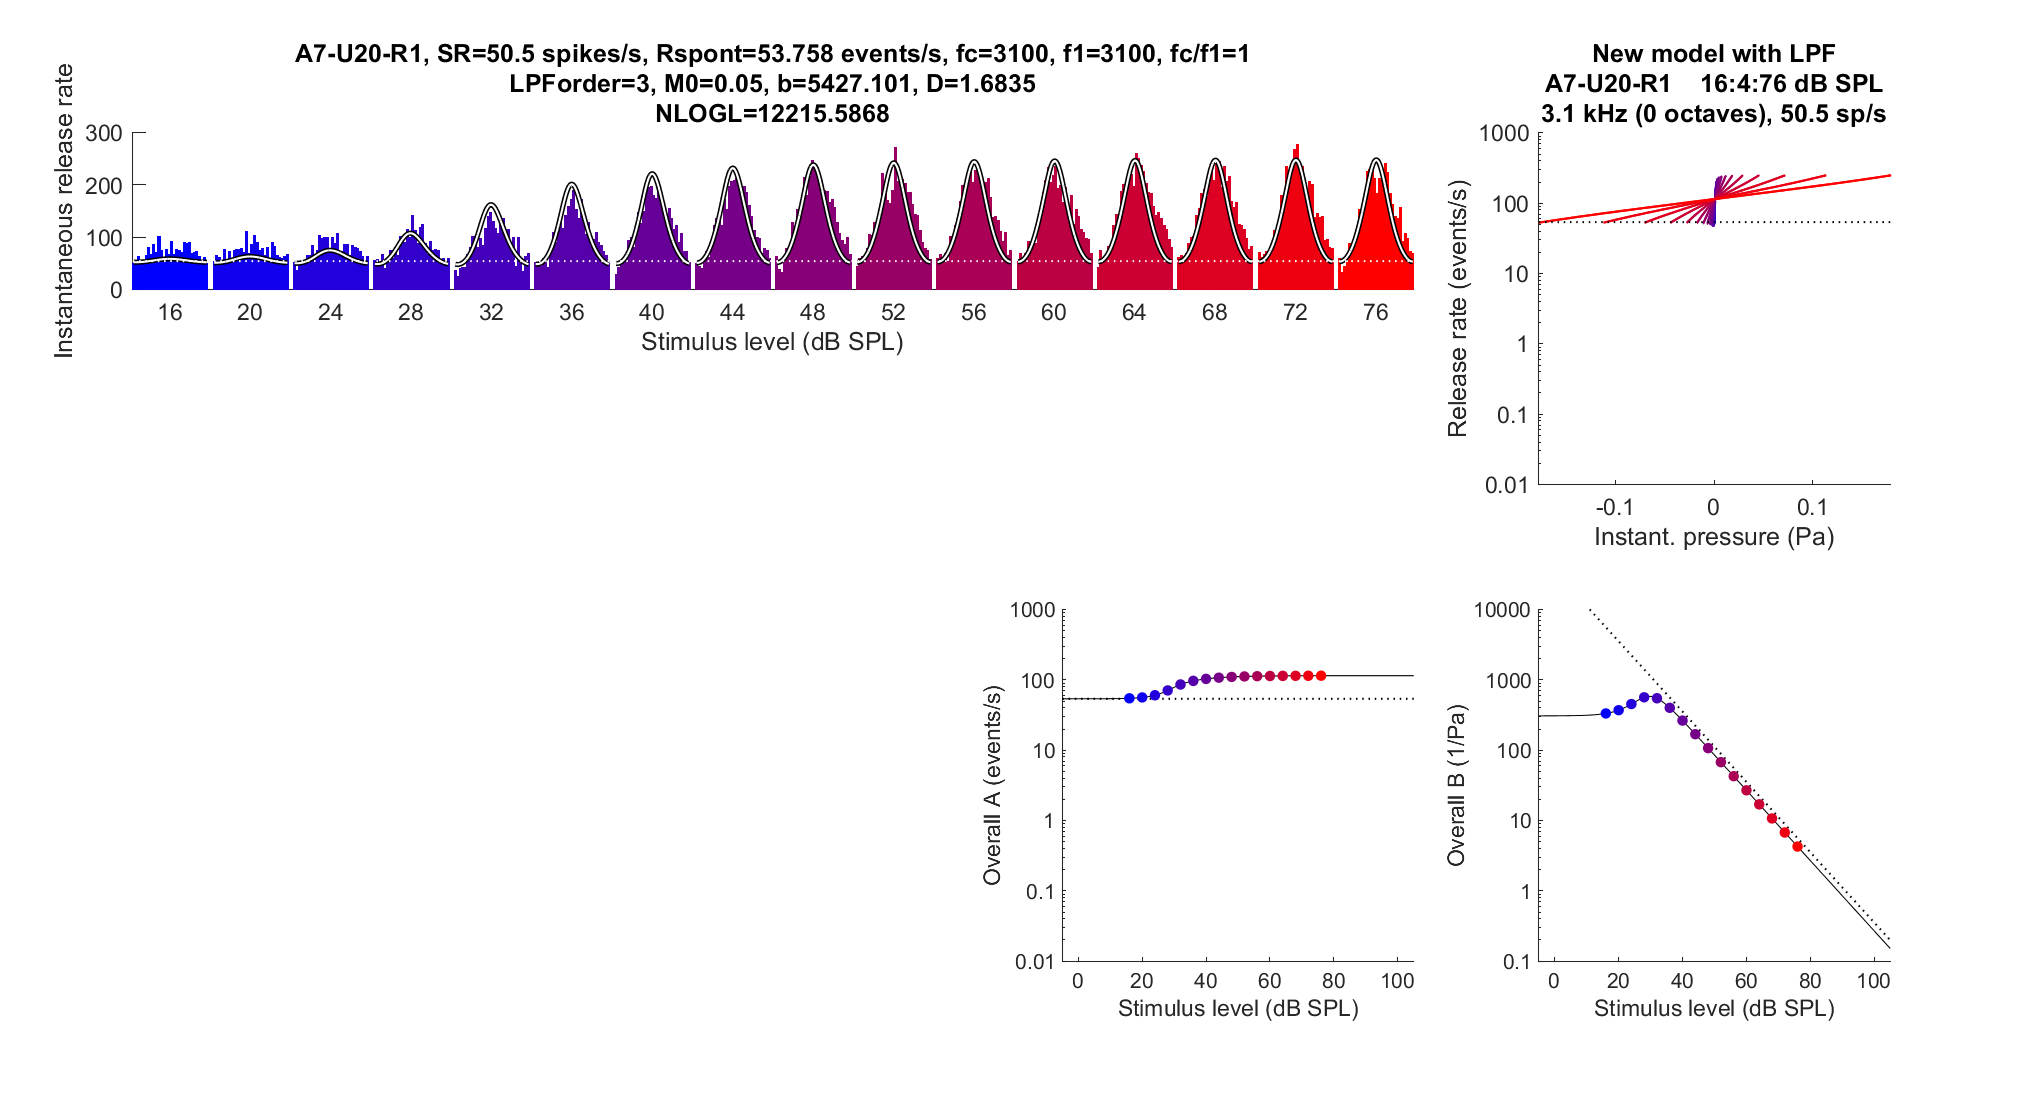 A7-U20-R1, SR=50.5 spikes/s, Rspont=53.758 events/s, fc=3100, f1=3100, fc/f1=1
LPForder=3, M0=0.05, b=5427.101, D=1.6835
NLOGL=12215.5868
Instantaneous release rate
300
200
100
0
16 20 24 28 32 36 40 44 48 52 56 60 64 68 72 76
Stimulus level (dB SPL)
New model with LPF
A7-U20-R1    16:4:76 dB SPL
3.1 kHz (0 octaves), 50.5 sp/s
Release rate (events/s)
1000
100
10
1
0.1
0.01
-0.1 0 0.1
Instant. pressure (Pa)
Overall A (events/s)
1000
100
10
1
0.1
0.01
0 20 40 60 80 100
Stimulus level (dB SPL)
Overall B (1/Pa)
10000
1000
100
10
1
0.1
0 20 40 60 80 100
Stimulus level (dB SPL)